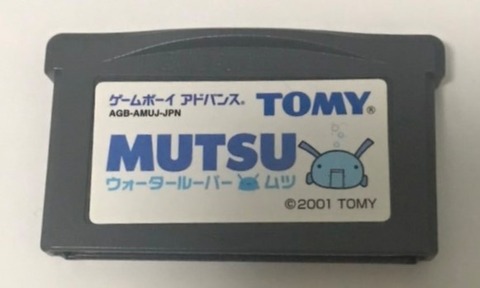 ゲームボーイ アドバンス® TOMY®
AGB-AMUJ-JPN
MUTSU
ウォータールーパー ムツ
©2001 TOMY